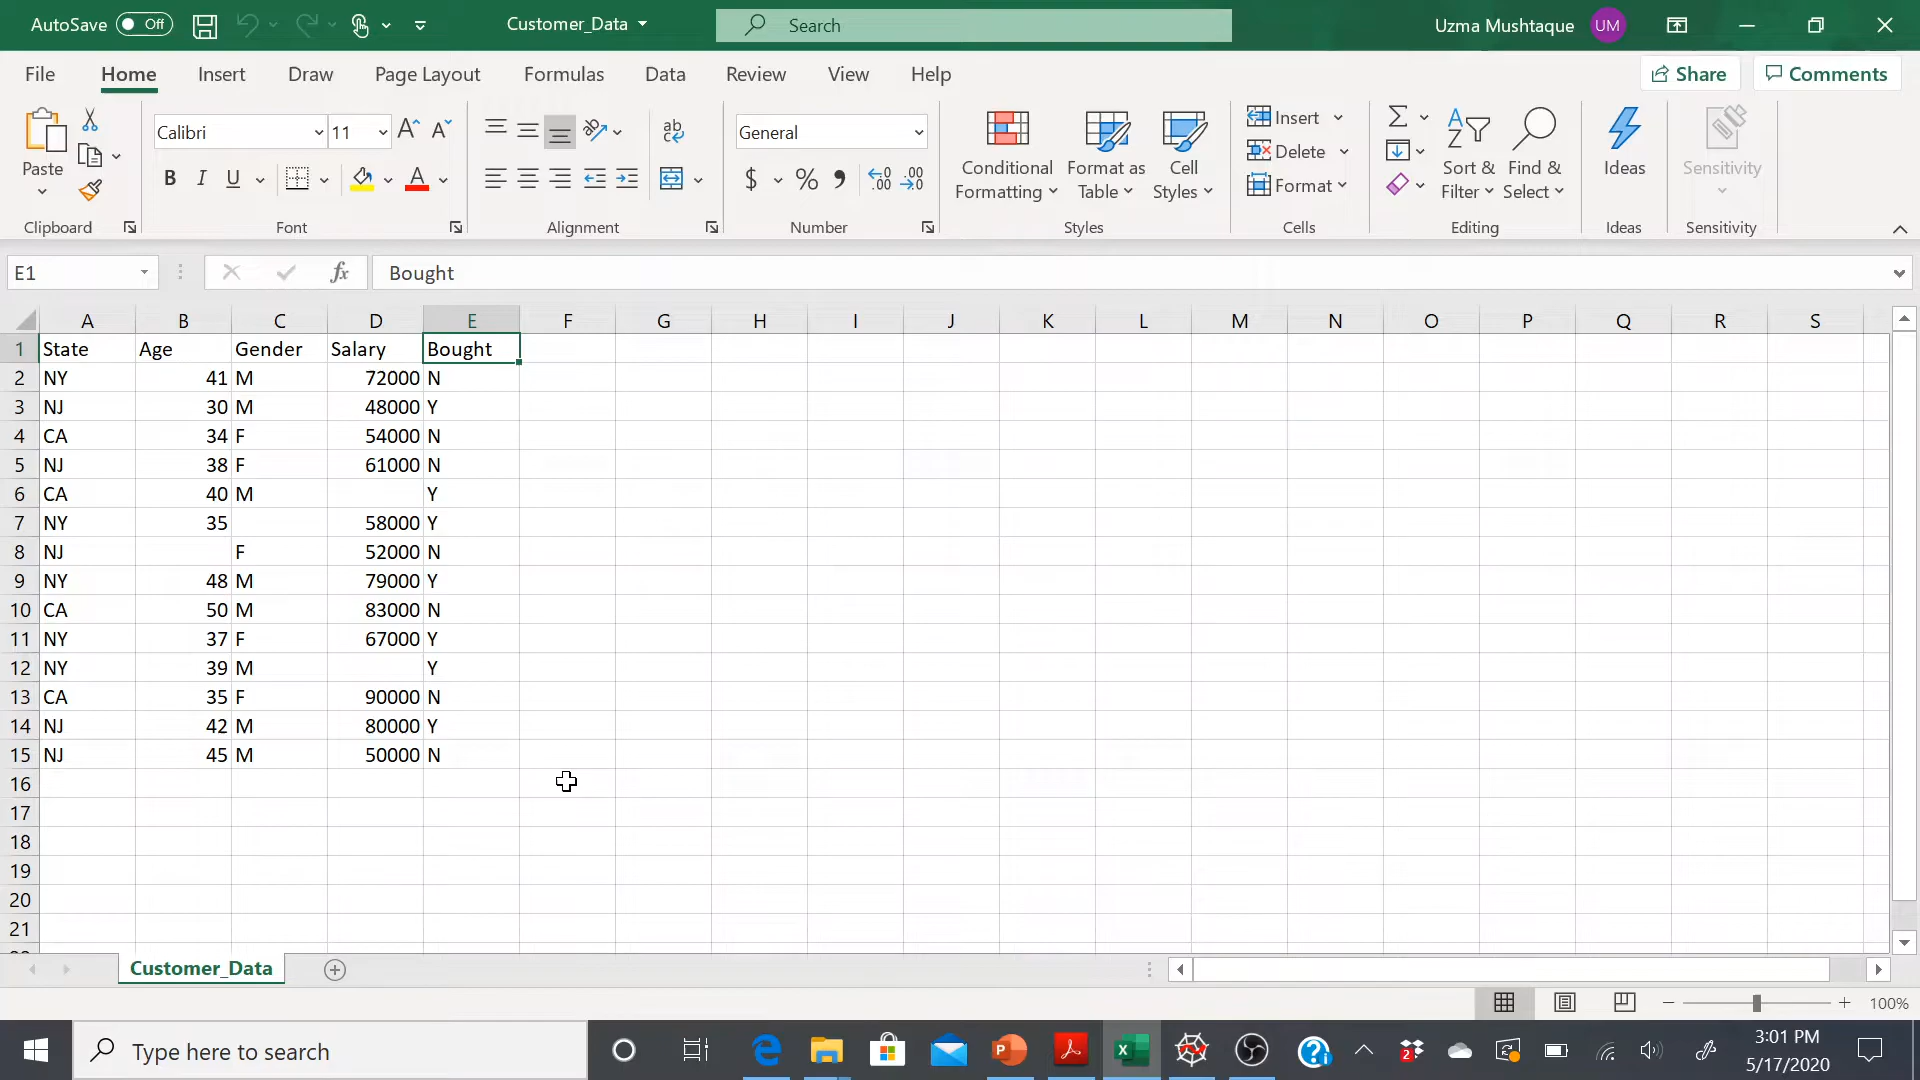 AutoSave Off Customer_Data Search Uzma Mushtaque UM
File Home Insert Draw Page Layout Formulas Data Review View Help Share Comments
Calibri 11 General
Paste
Conditional Formatting
Format as Table
Cell Styles
Insert
Delete
Format
Sort & Filter
Find & Select
Ideas
Sensitivity
Clipboard Font Alignment Number Styles Cells Editing Ideas Sensitivity
E1 fx Bought
A B C D E F G H I J K L M N O P Q R S
1 State Age Gender Salary Bought
2 NY 41 M 72000 N
3 NJ 30 M 48000 Y
4 CA 34 F 54000 N
5 NJ 38 F 61000 N
6 CA 40 M Y
7 NY 35 58000 Y
8 NJ F 52000 N
9 NY 48 M 79000 Y
10 CA 50 M 83000 N
11 NY 37 F 67000 Y
12 NY 39 M Y
13 CA 35 F 90000 N
14 NJ 42 M 80000 Y
15 NJ 45 M 50000 N
16
17
18
19
20
21
Customer_Data
100%
Type here to search
3:01 PM
5/17/2020